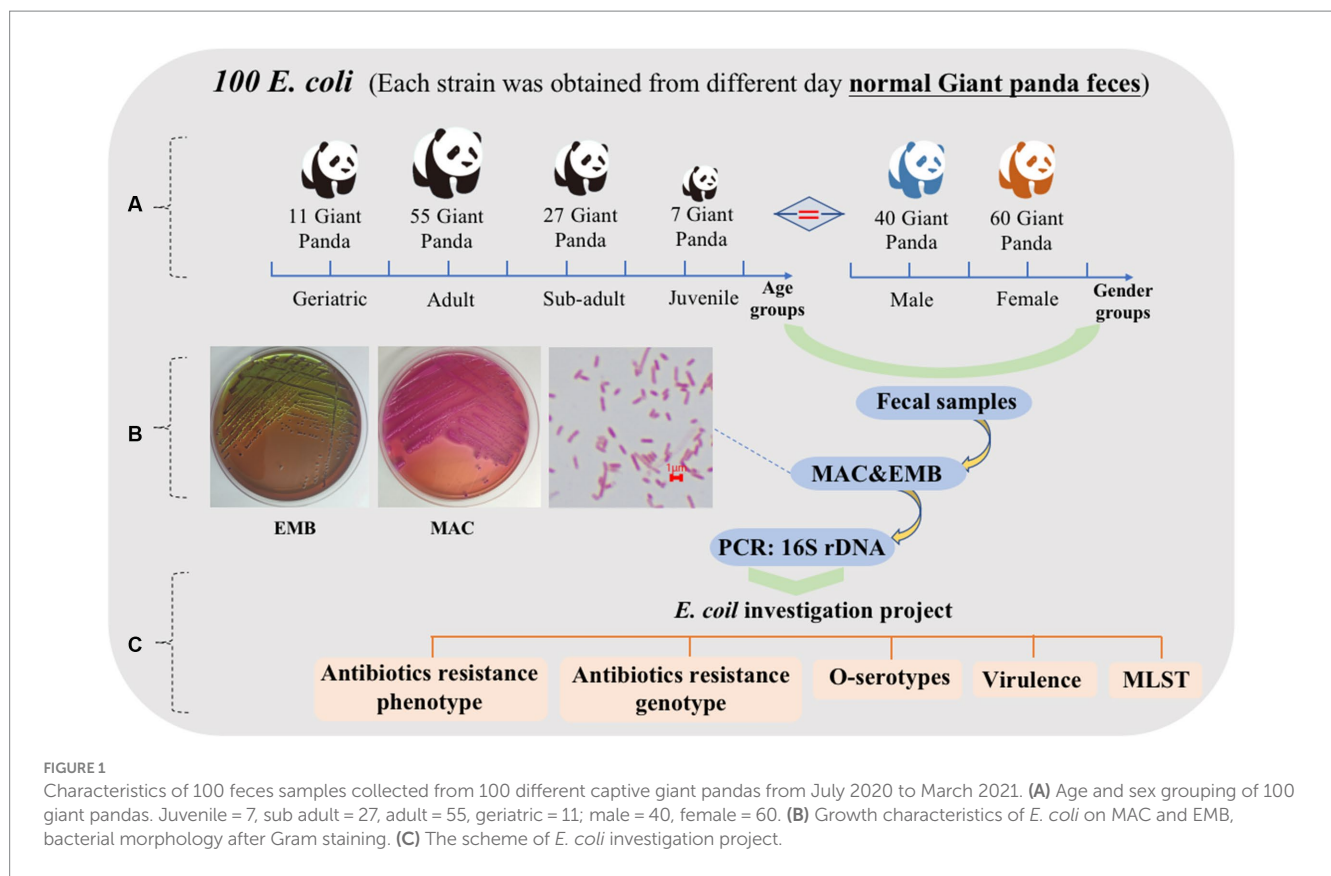 100 E. coli (Each strain was obtained from different day normal Giant panda feces)
A
11 Giant
Panda
55 Giant
Panda
27 Giant
Panda
7 Giant
Panda
=
40 Giant
Panda
60 Giant
Panda
Geriatric
Adult
Sub-adult
Juvenile
Age
groups
Male
Female
Gender
groups
B
1μm
EMB
MAC
Fecal samples
MAC&EMB
PCR: 16S rDNA
C
E. coil investigation project
Antibiotics resistance
phenotype
Antibiotics resistance
genotype
O-serotypes
Virulence
MLST
FIGURE 1
Characteristics of 100 feces samples collected from 100 different captive giant pandas from July 2020 to March 2021. (A) Age and sex grouping of 100
giant pandas. Juvenile = 7, sub adult = 27, adult = 55, geriatric = 11; male = 40, female = 60. (B) Growth characteristics of E. coli on MAC and EMB,
bacterial morphology after Gram staining. (C) The scheme of E. coli investigation project.